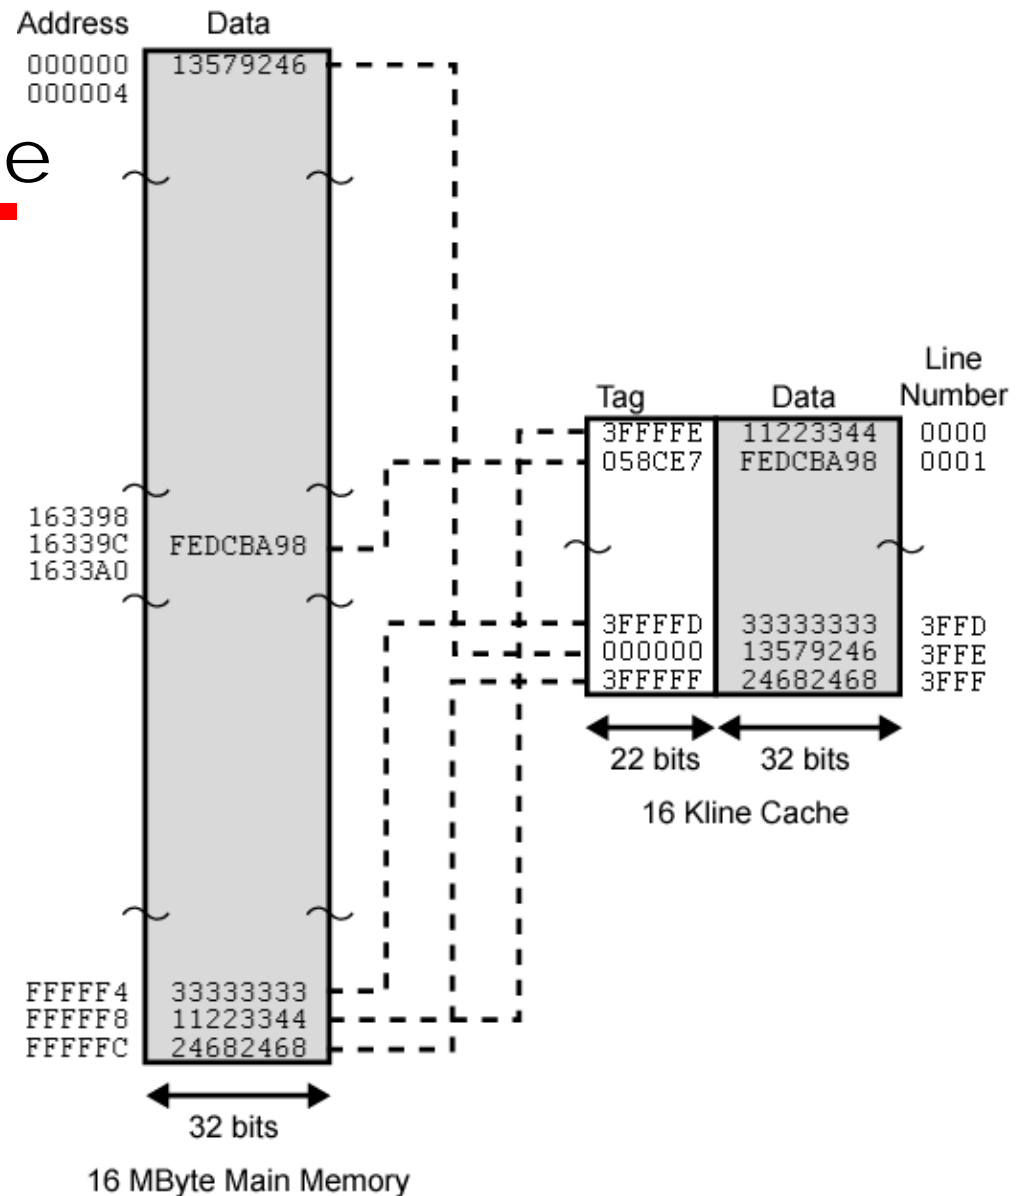 Address Data
000000 13579246
000004
e
163398
16339C FEDCBA98
1633A0
FFFFF4 33333333
FFFFF8 11223344
FFFFFC 24682468
32 bits
16 MByte Main Memory
Line
Tag Data Number
3FFFFE 11223344 0000
058CE7 FEDCBA98 0001
3FFFFD 33333333 3FFD
000000 13579246 3FFE
3FFFFF 24682468 3FFF
22 bits 32 bits
16 Kline Cache